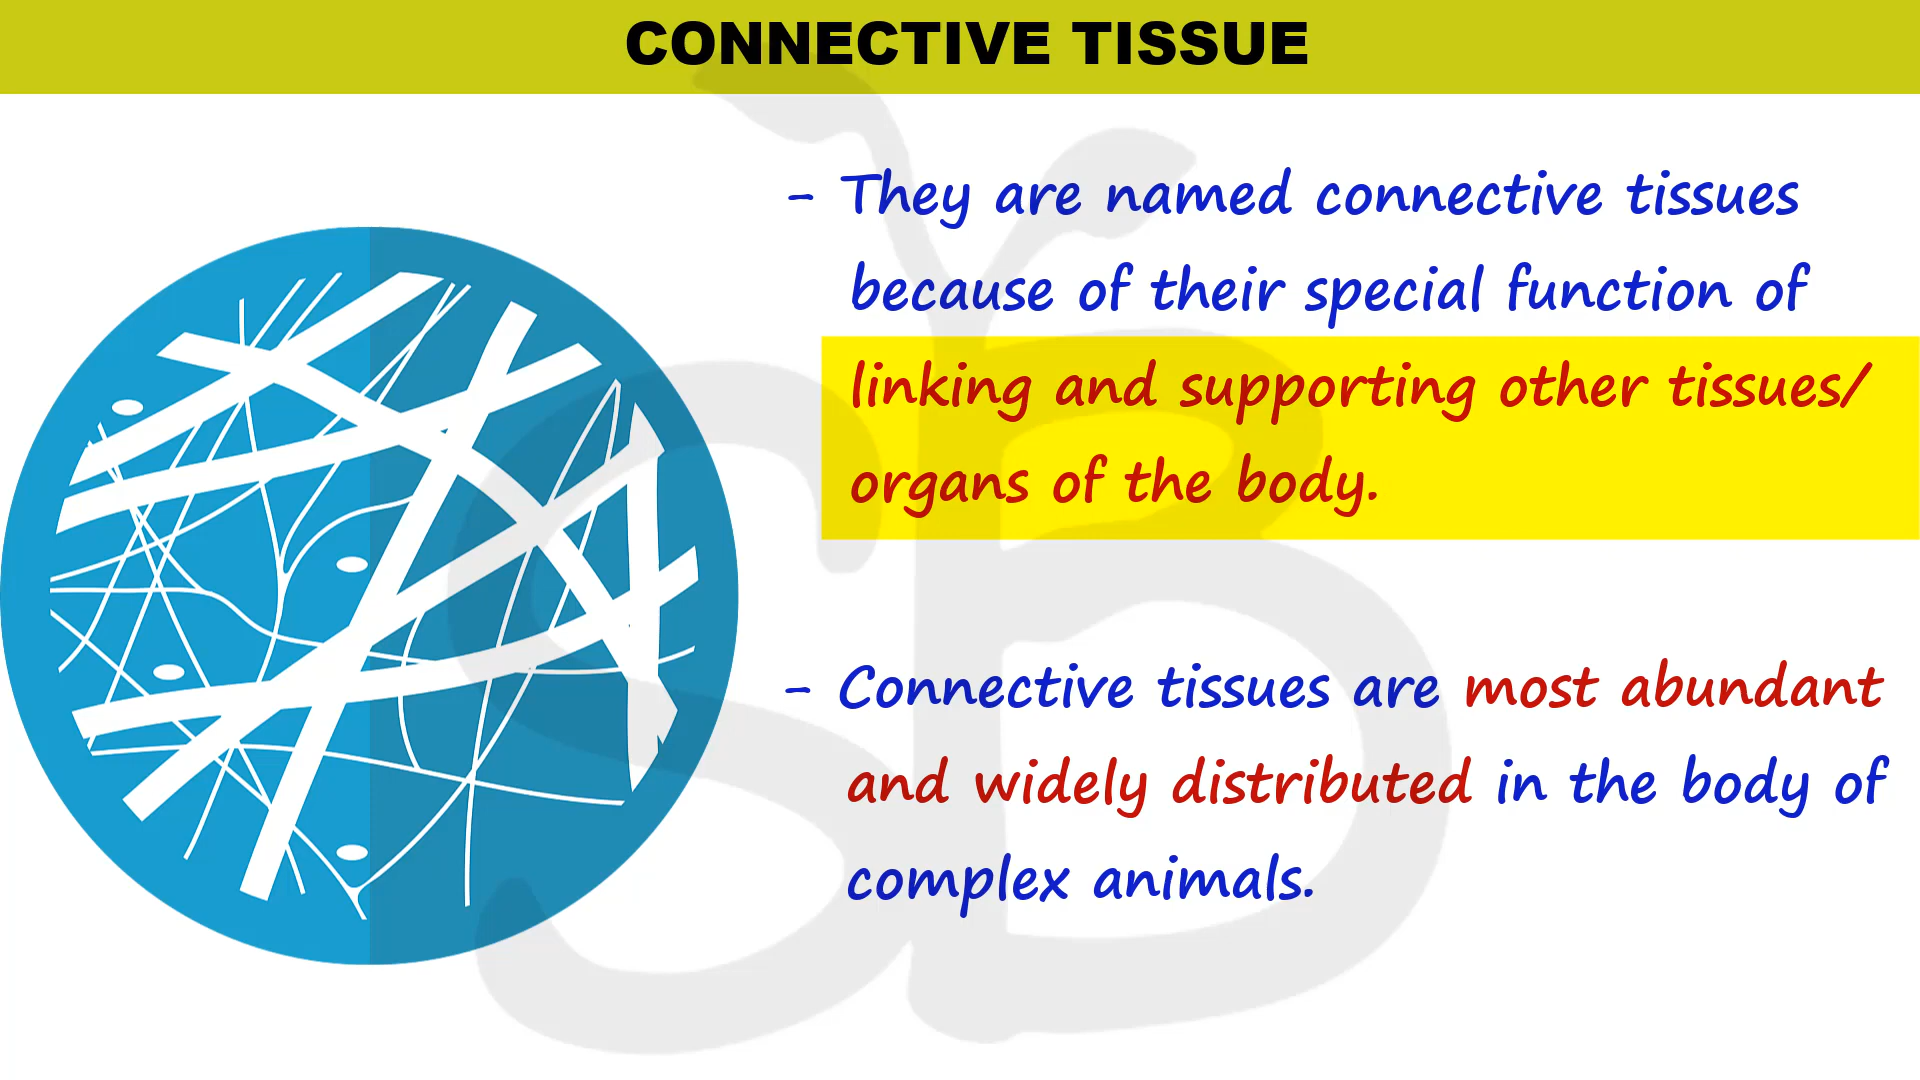 CONNECTIVE TISSUE
- They are named connective tissues
because of their special function of
linking and supporting other tissues/
organs of the body.
- Connective tissues are most abundant
and widely distributed in the body of
complex animals.
SB